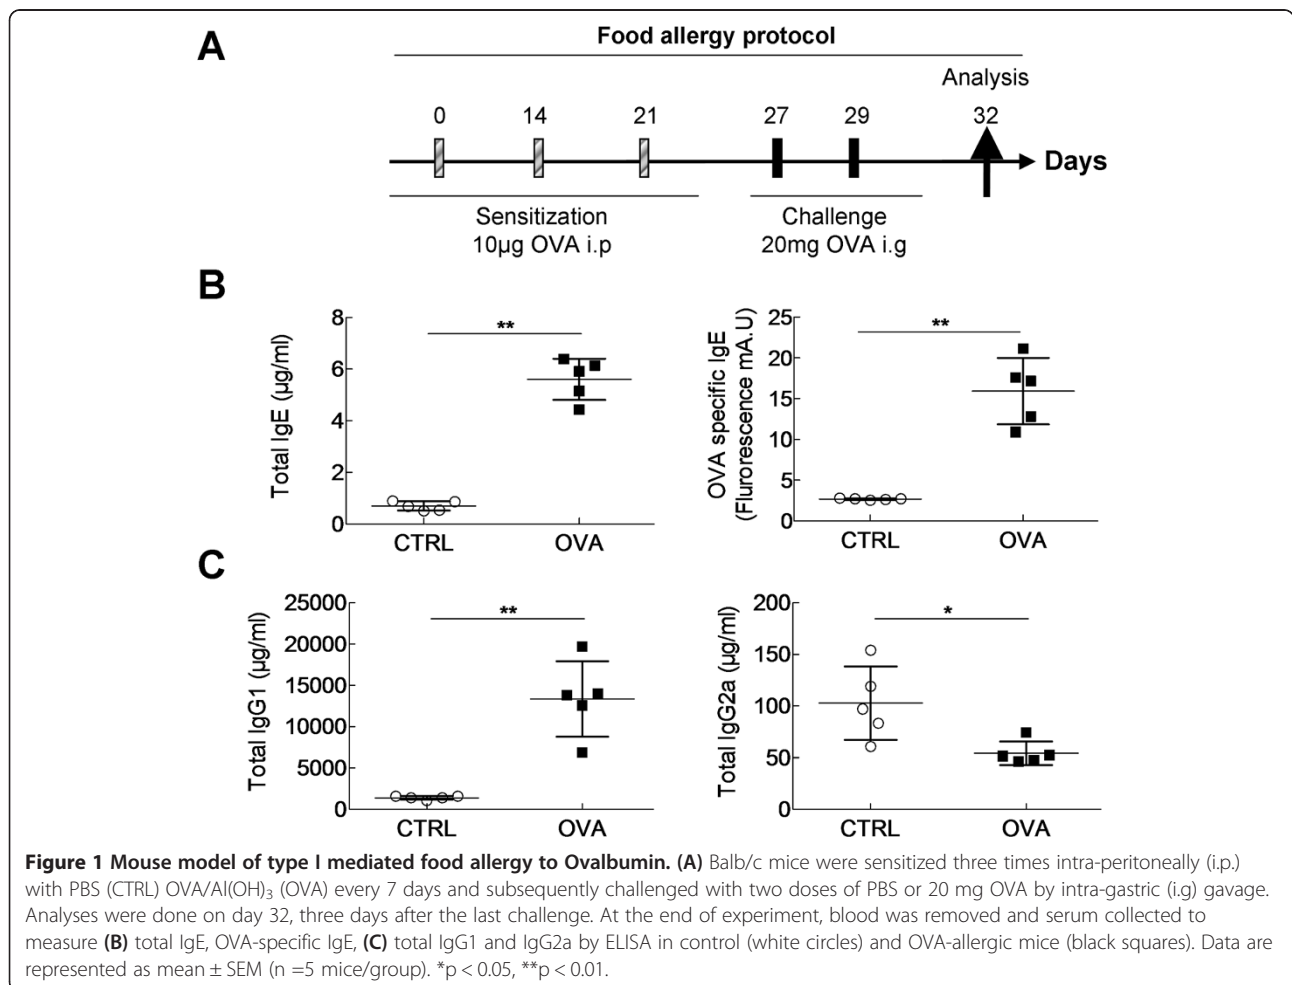 A
Food allergy protocol
Analysis
0 14 21 27 29 32
Days
Sensitization
10µg OVA i.p
Challenge
20mg OVA i.g
B
Total IgE (µg/ml)
8
6
4
2
0
**
CTRL OVA
OVA specific IgE
(Flurorescence mA.U)
25
20
15
10
5
0
**
CTRL OVA
C
Total IgG1 (µg/ml)
25000
20000
15000
10000
5000
0
**
CTRL OVA
Total IgG2a (µg/ml)
200
150
100
50
0
*
CTRL OVA
Figure 1 Mouse model of type I mediated food allergy to Ovalbumin. (A) Balb/c mice were sensitized three times intra-peritoneally (i.p.)
with PBS (CTRL) OVA/Al(OH)₃ (OVA) every 7 days and subsequently challenged with two doses of PBS or 20 mg OVA by intra-gastric (i.g) gavage.
Analyses were done on day 32, three days after the last challenge. At the end of experiment, blood was removed and serum collected to
measure (B) total IgE, OVA-specific IgE, (C) total IgG1 and IgG2a by ELISA in control (white circles) and OVA-allergic mice (black squares). Data are
represented as mean ± SEM (n =5 mice/group). *p < 0.05, **p < 0.01.